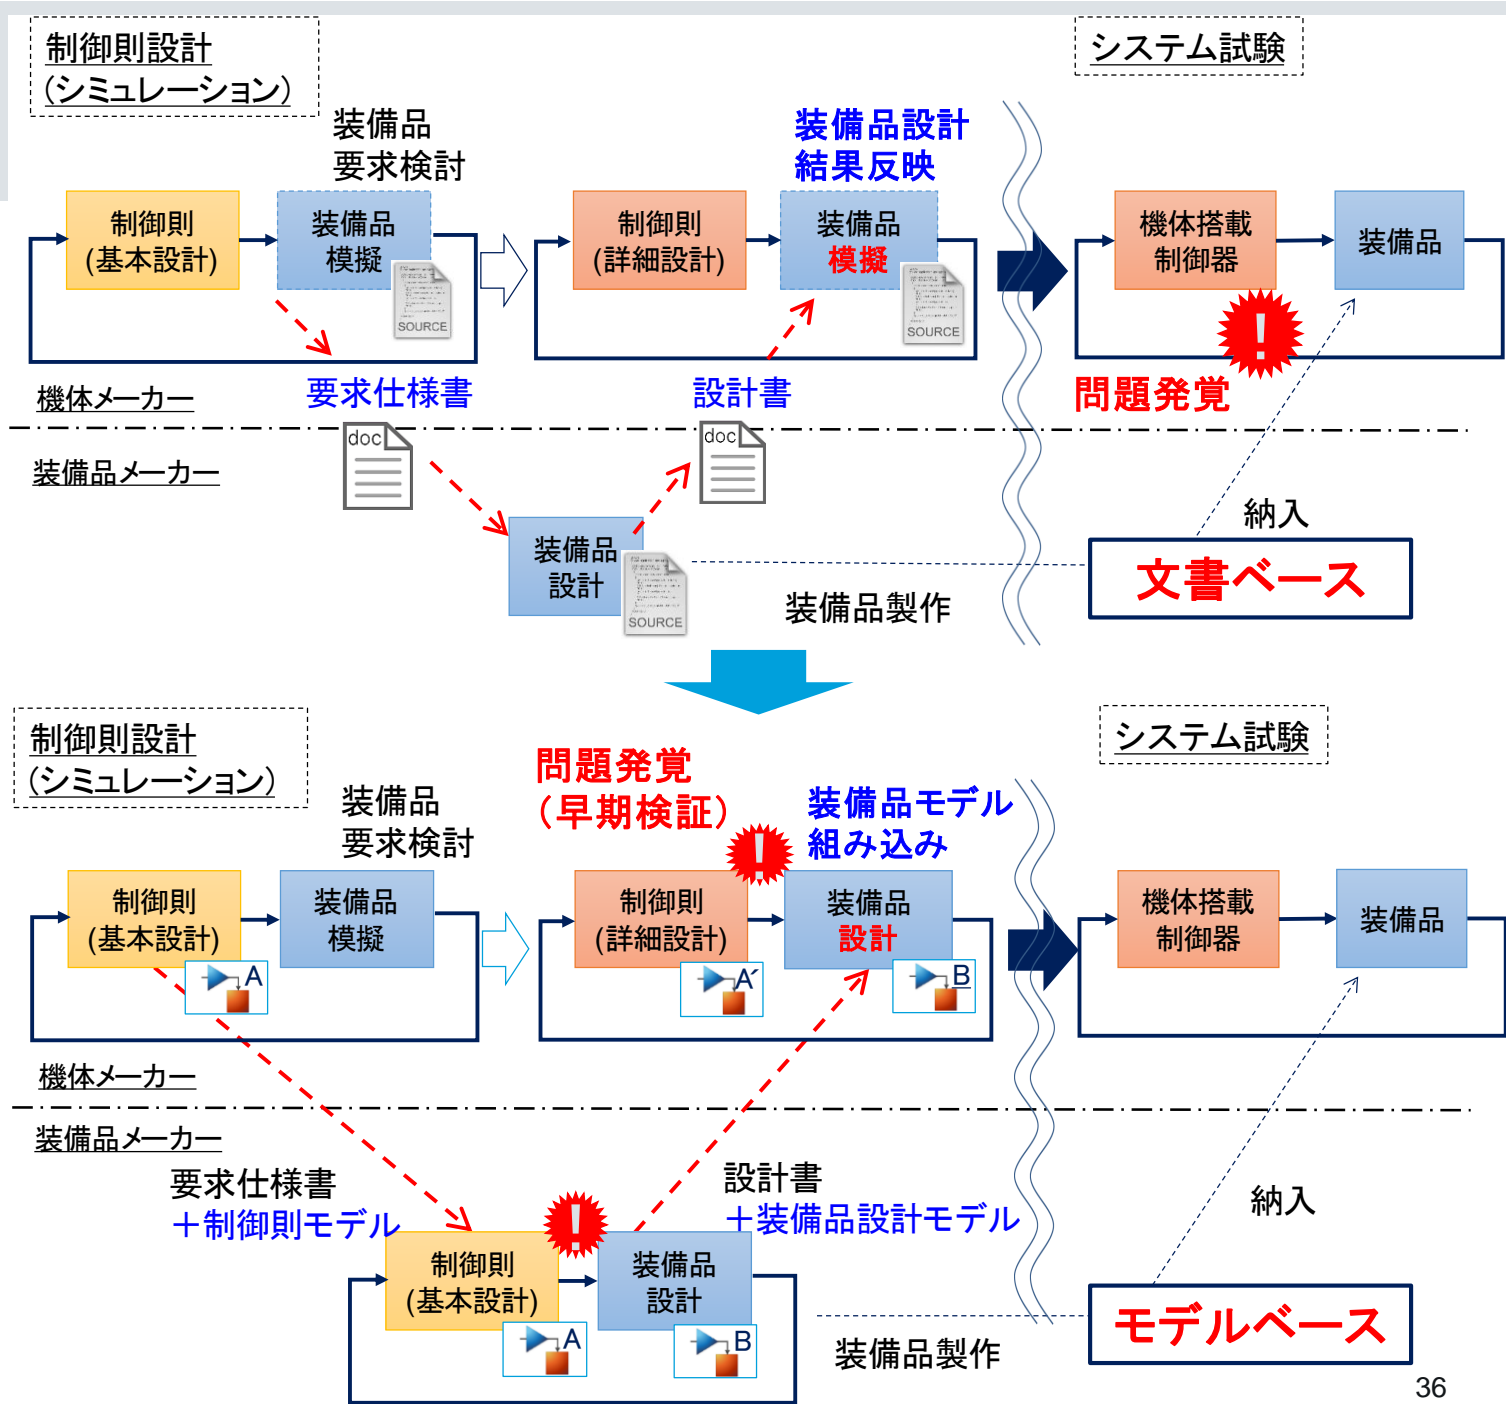 制御則設計
(シミュレーション)
システム試験
装備品
要求検討
装備品設計
結果反映
制御則
(基本設計)
装備品
模擬
SOURCE
制御則
(詳細設計)
装備品
模擬
SOURCE
機体搭載
制御器
装備品
!
問題発覚
要求仕様書
設計書
機体メーカー
装備品メーカー
doc
doc
装備品
設計
SOURCE
納入
文書ベース
装備品製作
制御則設計
(シミュレーション)
システム試験
問題発覚
(早期検証)
!
装備品
要求検討
装備品モデル
組み込み
制御則
(基本設計)
A
装備品
模擬
制御則
(詳細設計)
A´
装備品
設計
B
機体搭載
制御器
装備品
機体メーカー
装備品メーカー
要求仕様書
＋制御則モデル
!
設計書
＋装備品設計モデル
納入
制御則
(基本設計)
A
装備品
設計
B
モデルベース
装備品製作
36